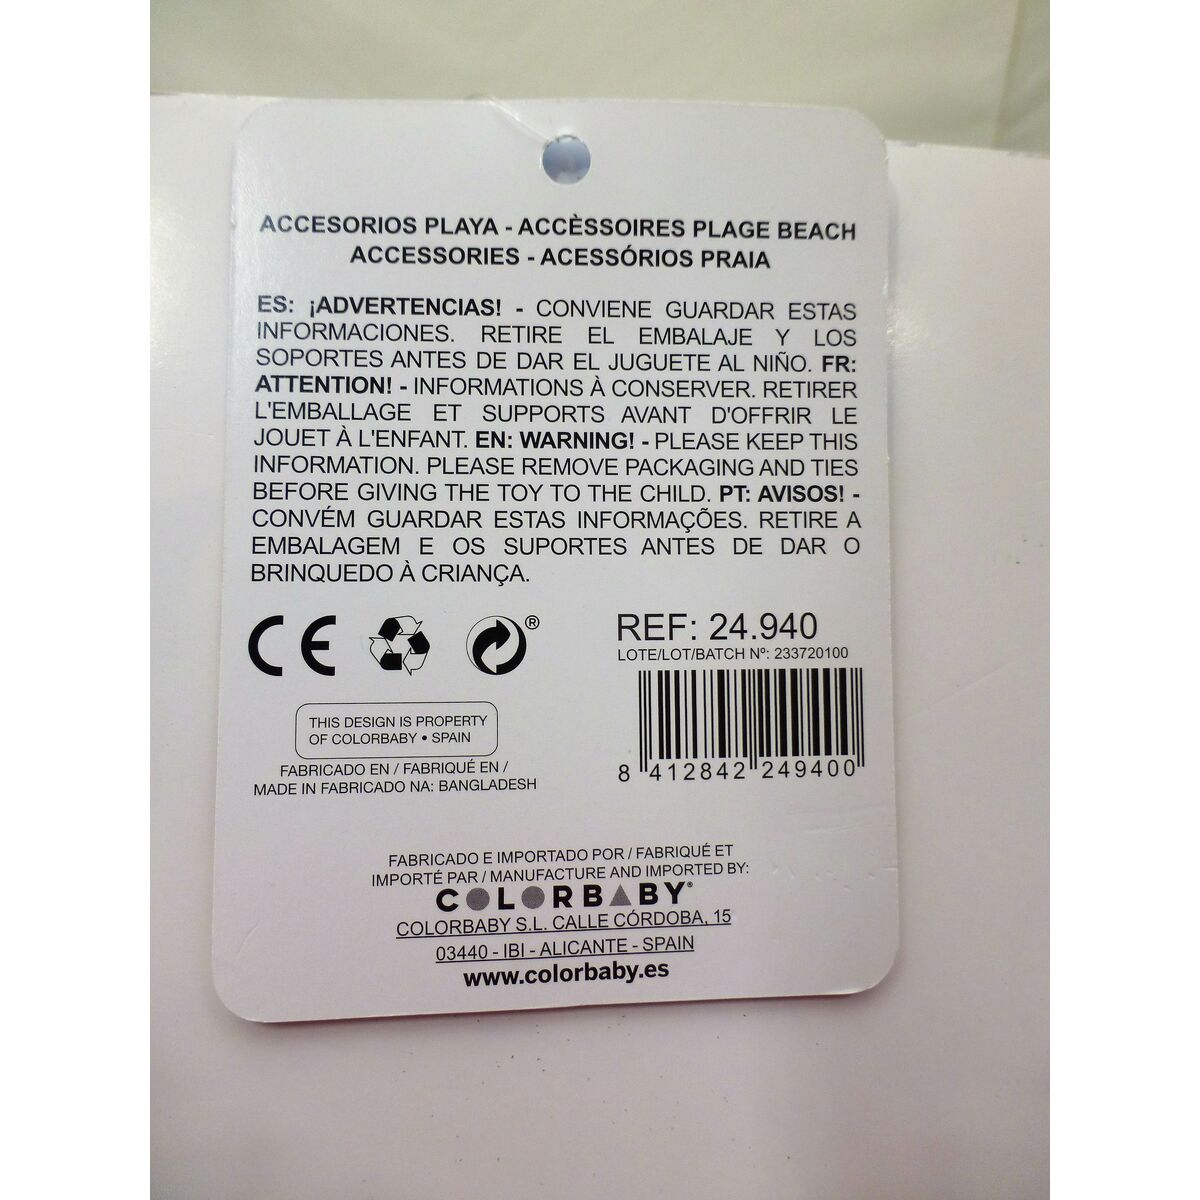 ACCESORIOS PLAYA - ACCÈSSOIRES PLAGE BEACH
ACCESSORIES - ACESSÓRIOS PRAIA
ES: ¡ADVERTENCIAS! - CONVIENE GUARDAR ESTAS
INFORMACIONES. RETIRE EL EMBALAJE Y LOS
SOPORTES ANTES DE DAR EL JUGUETE AL NIÑO. FR:
ATTENTION! - INFORMATIONS À CONSERVER. RETIRER
L'EMBALLAGE ET SUPPORTS AVANT D'OFFRIR LE
JOUET À L'ENFANT. EN: WARNING! - PLEASE KEEP THIS
INFORMATION. PLEASE REMOVE PACKAGING AND TIES
BEFORE GIVING THE TOY TO THE CHILD. PT: AVISOS! -
CONVÉM GUARDAR ESTAS INFORMAÇÕES. RETIRE A
EMBALAGEM E OS SUPORTES ANTES DE DAR O
BRINQUEDO À CRIANÇA.
CE
®
REF: 24.940
LOTE/LOT/BATCH Nº: 233720100
8 412842 249400
THIS DESIGN IS PROPERTY
OF COLORBABY • SPAIN
FABRICADO EN / FABRIQUÉ EN /
MADE IN FABRICADO NA: BANGLADESH
FABRICADO E IMPORTADO POR / FABRIQUÉ ET
IMPORTÉ PAR / MANUFACTURE AND IMPORTED BY:
COLORBABY®
COLORBABY S.L. CALLE CÓRDOBA, 15
03440 - IBI - ALICANTE - SPAIN
www.colorbaby.es